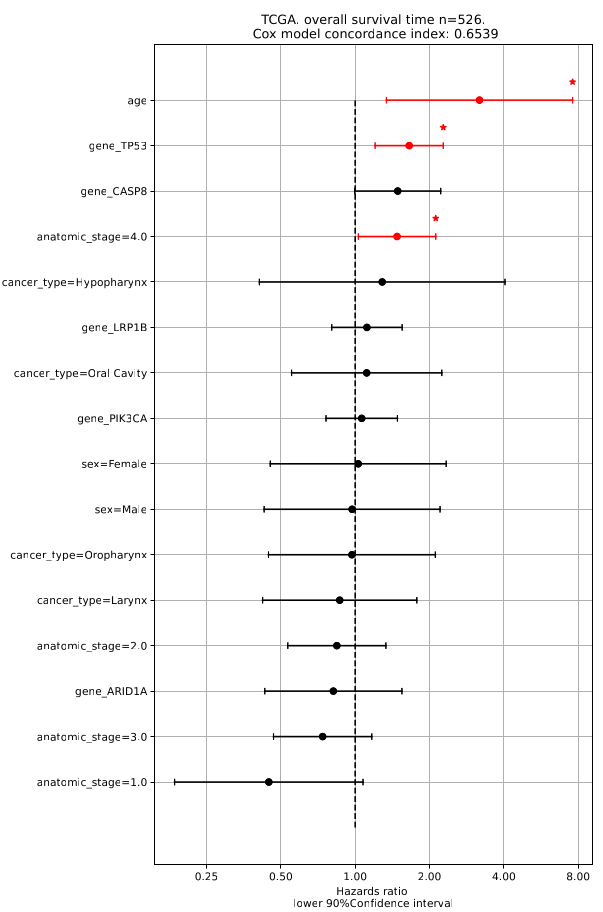 TCGA. overall survival time n=526.
Cox model concordance index: 0.6539
age
gene_TP53
gene_CASP8
anatomic_stage=4.0
cancer_type=Hypopharynx
gene_LRP1B
cancer_type=Oral Cavity
gene_PIK3CA
sex=Female
sex=Male
cancer_type=Oropharynx
cancer_type=Larynx
anatomic_stage=2.0
gene_ARID1A
anatomic_stage=3.0
anatomic_stage=1.0
0.25 0.50 1.00 2.00 4.00 8.00
Hazards ratio
lower 90%Confidence interval